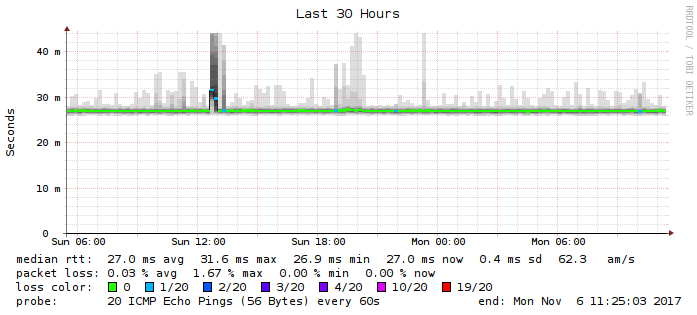 Last 30 Hours
RRDTOOL / TOBI OETIKER
Seconds
40 m
30 m
20 m
10 m
0
Sun 06:00 Sun 12:00 Sun 18:00 Mon 00:00 Mon 06:00
median rtt: 27.0 ms avg 31.6 ms max 26.9 ms min 27.0 ms now 0.4 ms sd 62.3 am/s
packet loss: 0.03 % avg 1.67 % max 0.00 % min 0.00 % now
loss color: 0 1/20 2/20 3/20 4/20 10/20 19/20
probe: 20 ICMP Echo Pings (56 Bytes) every 60s end: Mon Nov 6 11:25:03 2017